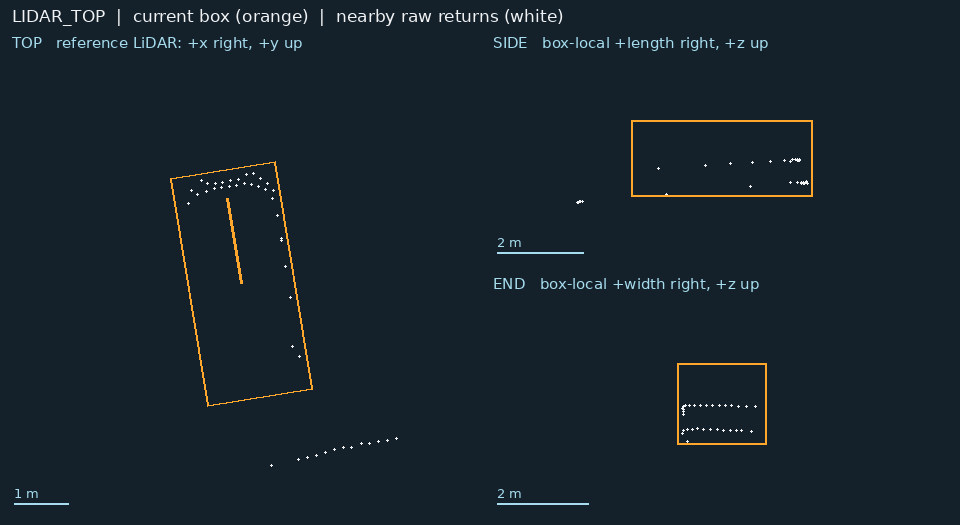 LIDAR_TOP | current box (orange) | nearby raw returns (white)
TOP reference LiDAR: +x right, +y up
SIDE box-local +length right, +z up
2 m
END box-local +width right, +z up
1 m
2 m